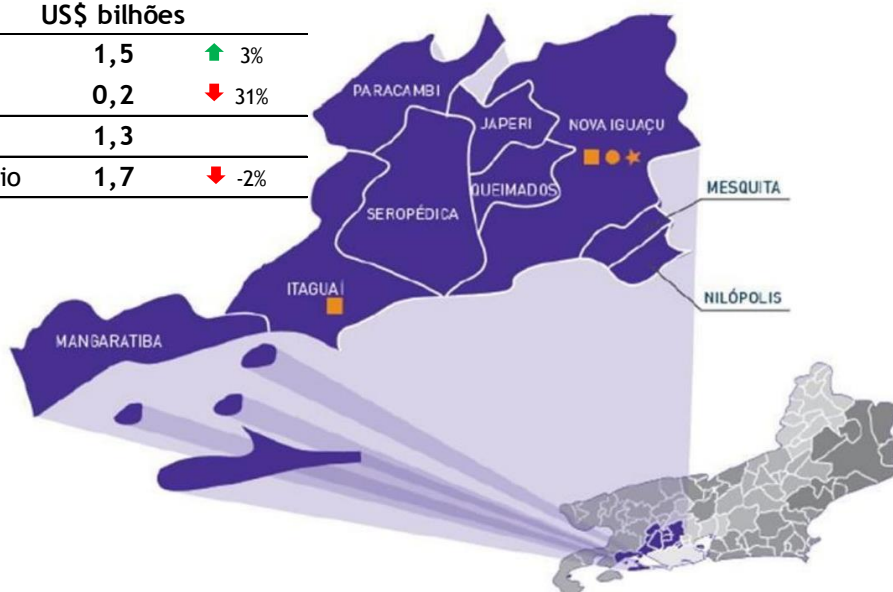 US$ bilhões
1,5 3%
0,2 31%
1,3
io 1,7 -2%
PARACAMBI
JAPERI
NOVA IGUAÇU
QUEIMADOS
MESQUITA
SEROPÉDICA
ITAGUAÍ
NILÓPOLIS
MANGARATIBA